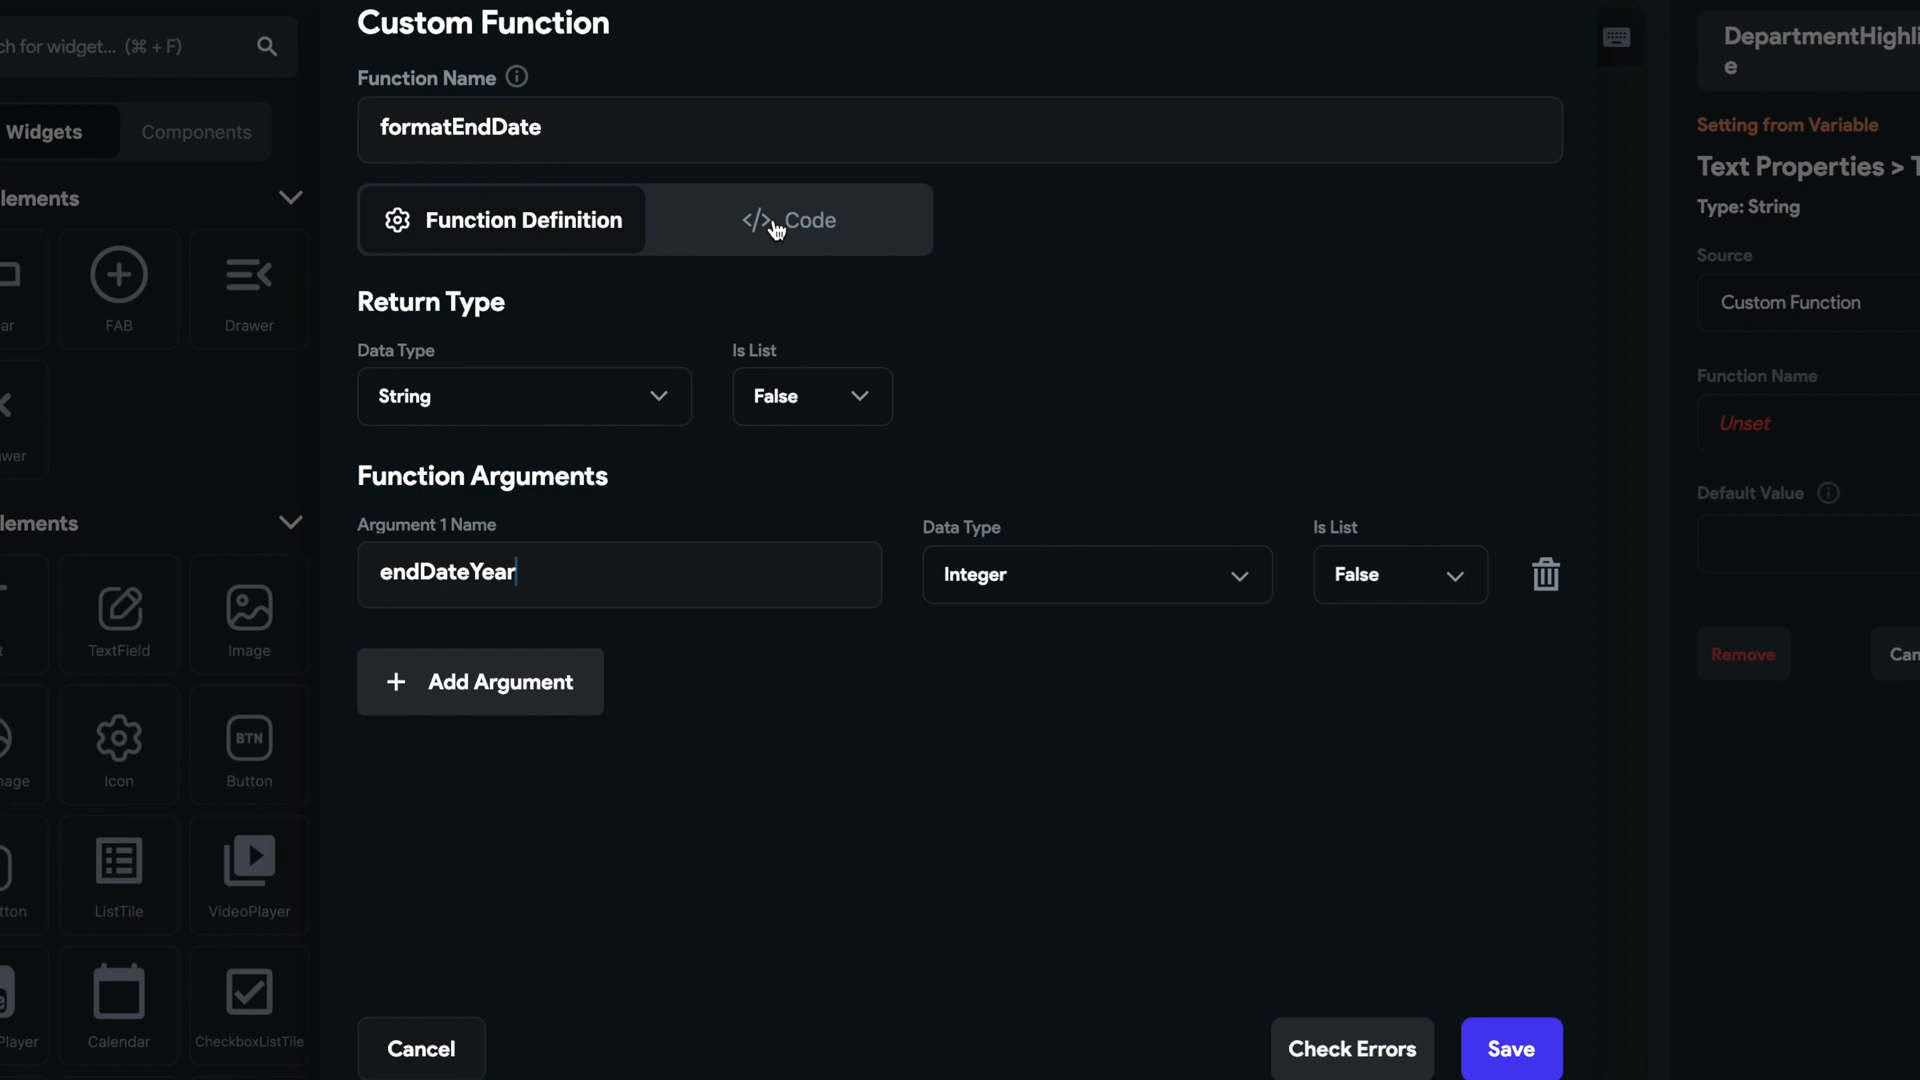 Custom Function
ch for widget... (⌘ + F)
Function Name
formatEndDate
Widgets
Components
Function Definition
</> Code
lements
ar
FAB
Drawer
wer
Return Type
Data Type
Is List
String
False
Function Arguments
Argument 1 Name
Data Type
Is List
endDateYear
Integer
False
Add Argument
lements
t
TextField
Image
mage
Icon
BTN
Button
tton
ListTile
VideoPlayer
Player
Calendar
CheckboxListTile
Cancel
Check Errors
Save
DepartmentHighli
e
Setting from Variable
Text Properties > T
Type: String
Source
Custom Function
Function Name
Unset
Default Value
Remove
Can